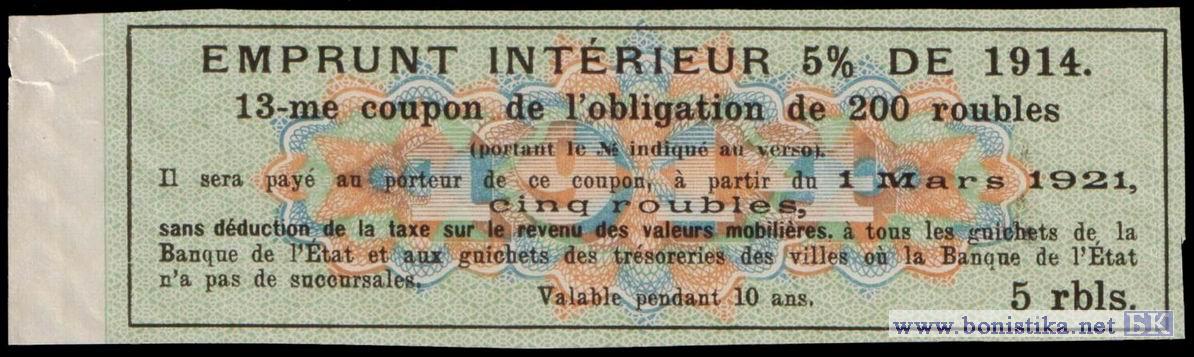 EMPRUNT INTÉRIEUR 5% DE 1914.
13-me coupon de l'obligation de 200 roubles
(portant le № indiqué au verso).
Il sera payé au porteur de ce coupon, à partir du 1 Mars 1921,
cinq roubles,
sans déduction de la taxe sur le revenu des valeurs mobilières, à tous les guichets de la
Banque de l'État et aux guichets des trésoreries des villes où la Banque de l'État
n'a pas de succursales.
Valable pendant 10 ans.
5 rbls.
www.bonistika.net БК